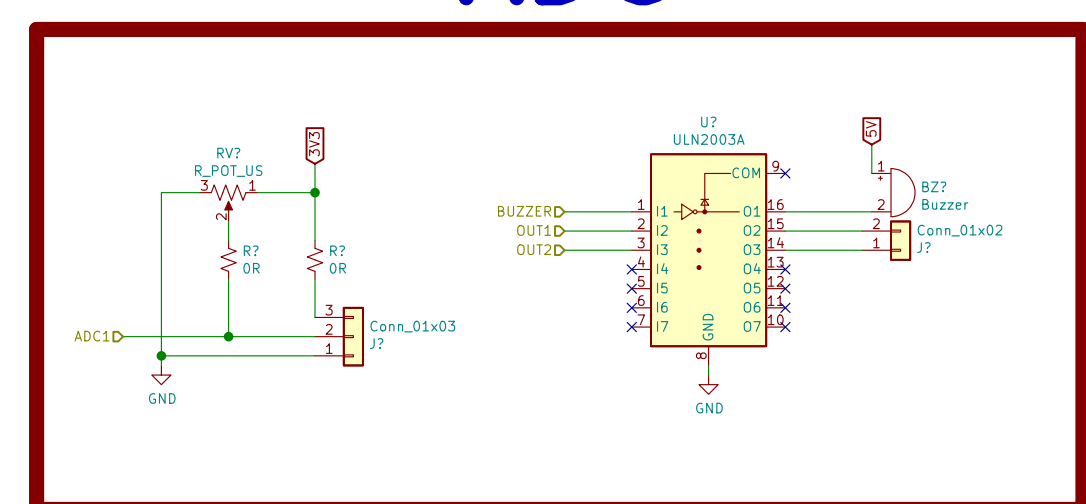 RV?
R_POT_US
3
1
2
3V3
R?
0R
R?
0R
ADC1
3
2
1
Conn_01x03
J?
GND
U?
ULN2003A
COM
9
BUZZER
OUT1
OUT2
1
2
3
4
5
6
7
I1
I2
I3
I4
I5
I6
I7
O1
O2
O3
O4
O5
O6
O7
16
15
14
13
12
11
10
GND
8
GND
5V
1
+
2
BZ?
Buzzer
2
1
Conn_01x02
J?